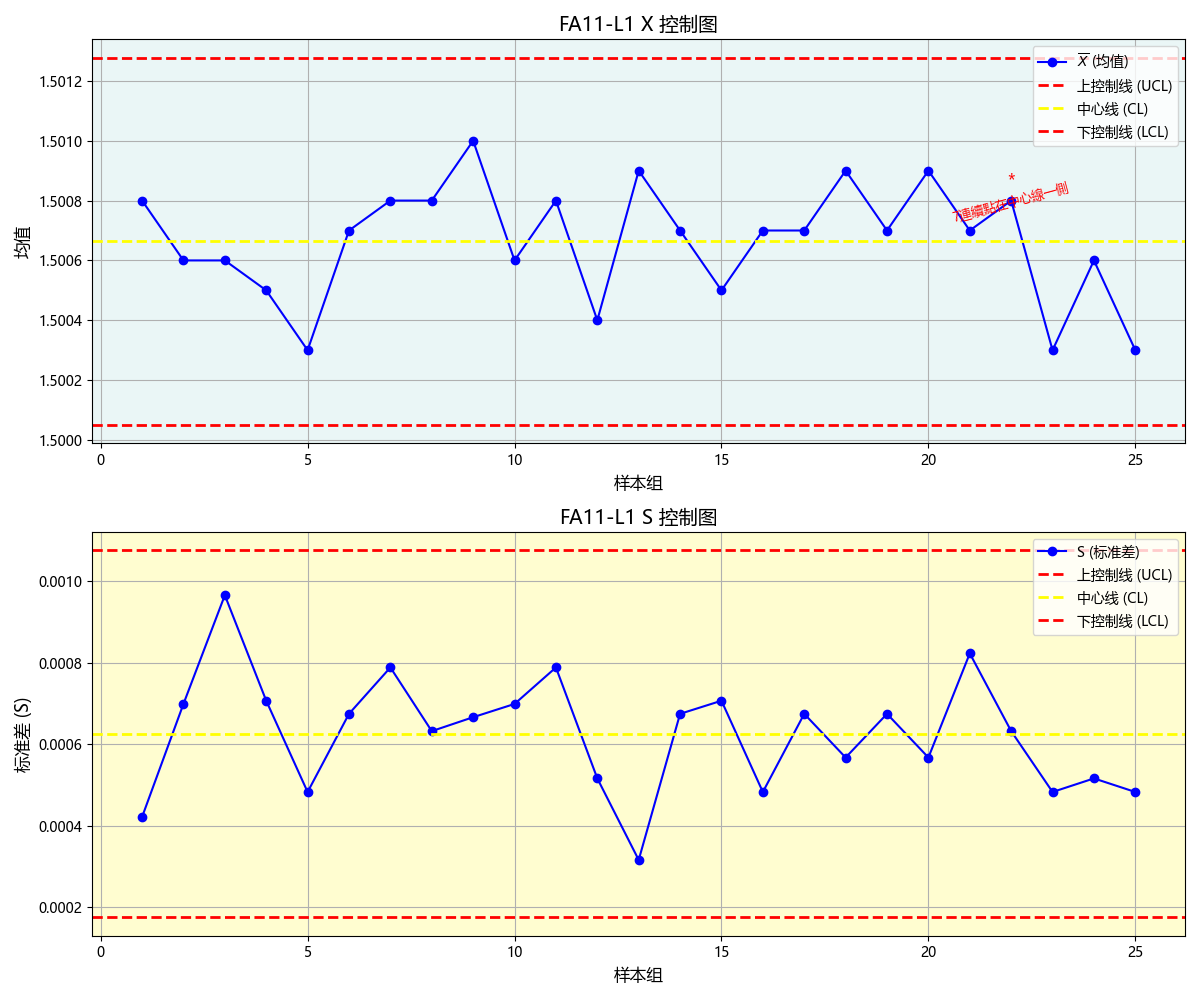 FA11-L1 X 控制图
均值
1.5012
1.5010
1.5008
1.5006
1.5004
1.5002
1.5000
X (均值)
上控制线 (UCL)
中心线 (CL)
下控制线 (LCL)
*
7連續點在中心線一側
0 5 10 15 20 25
样本组
FA11-L1 S 控制图
标准差 (S)
0.0010
0.0008
0.0006
0.0004
0.0002
S (标准差)
上控制线 (UCL)
中心线 (CL)
下控制线 (LCL)
0 5 10 15 20 25
样本组